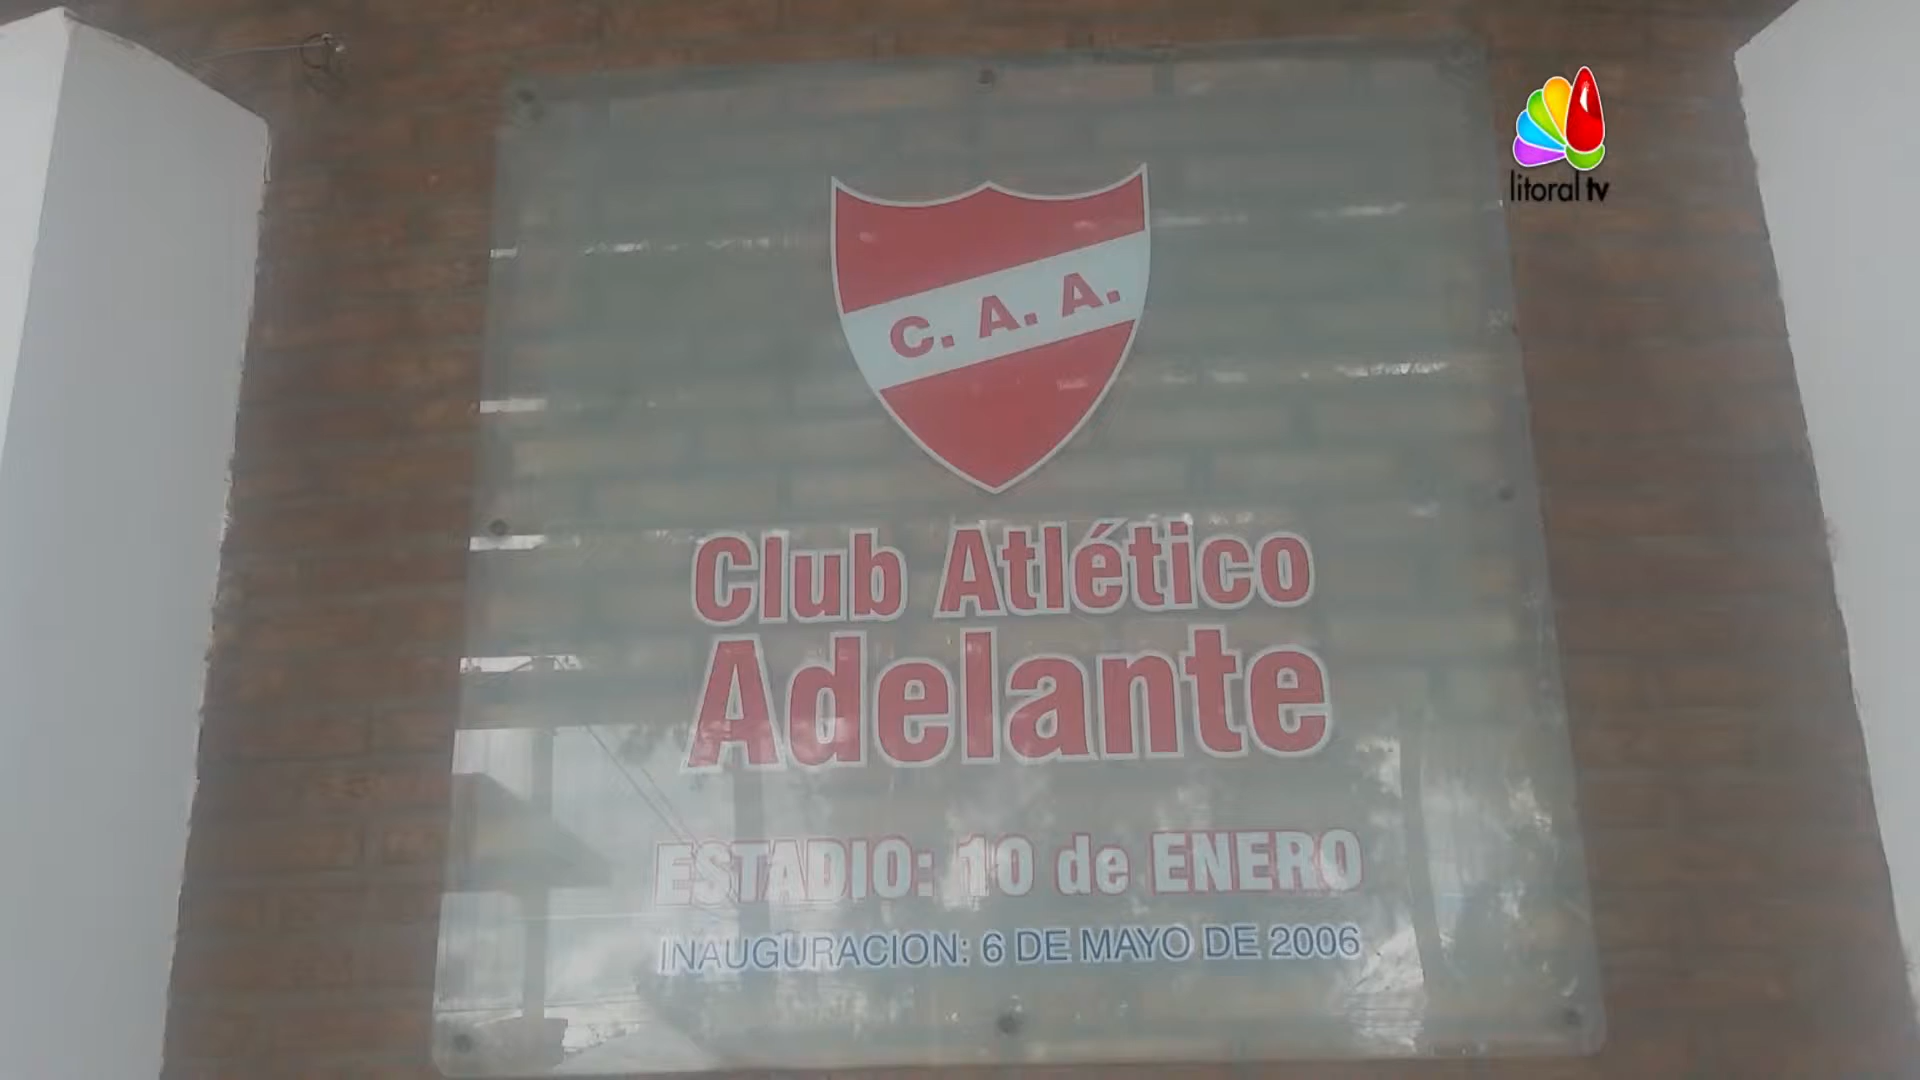 litoral tv
C. A. A.
Club Atlético
Adelante
ESTADIO: 10 de ENERO
INAUGURACION: 6 DE MAYO DE 2006